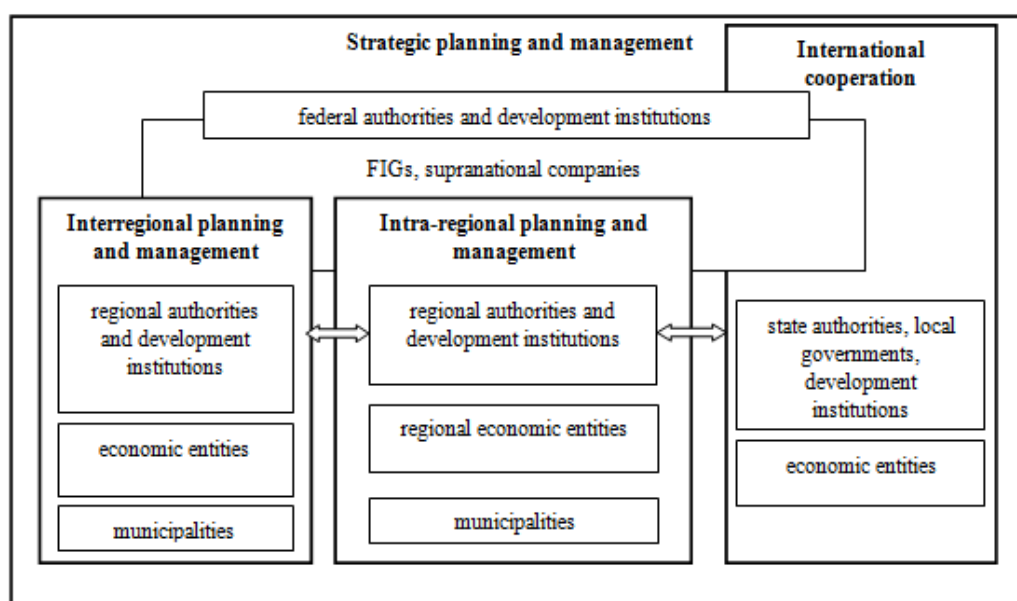 Strategic planning and management
International
cooperation
federal authorities and development institutions
FIGs, supranational companies
Interregional planning
and management
regional authorities
and development
institutions
economic entities
municipalities
Intra-regional planning and
management
regional authorities and
development institutions
regional economic entities
municipalities
state authorities, local
governments,
development
institutions
economic entities